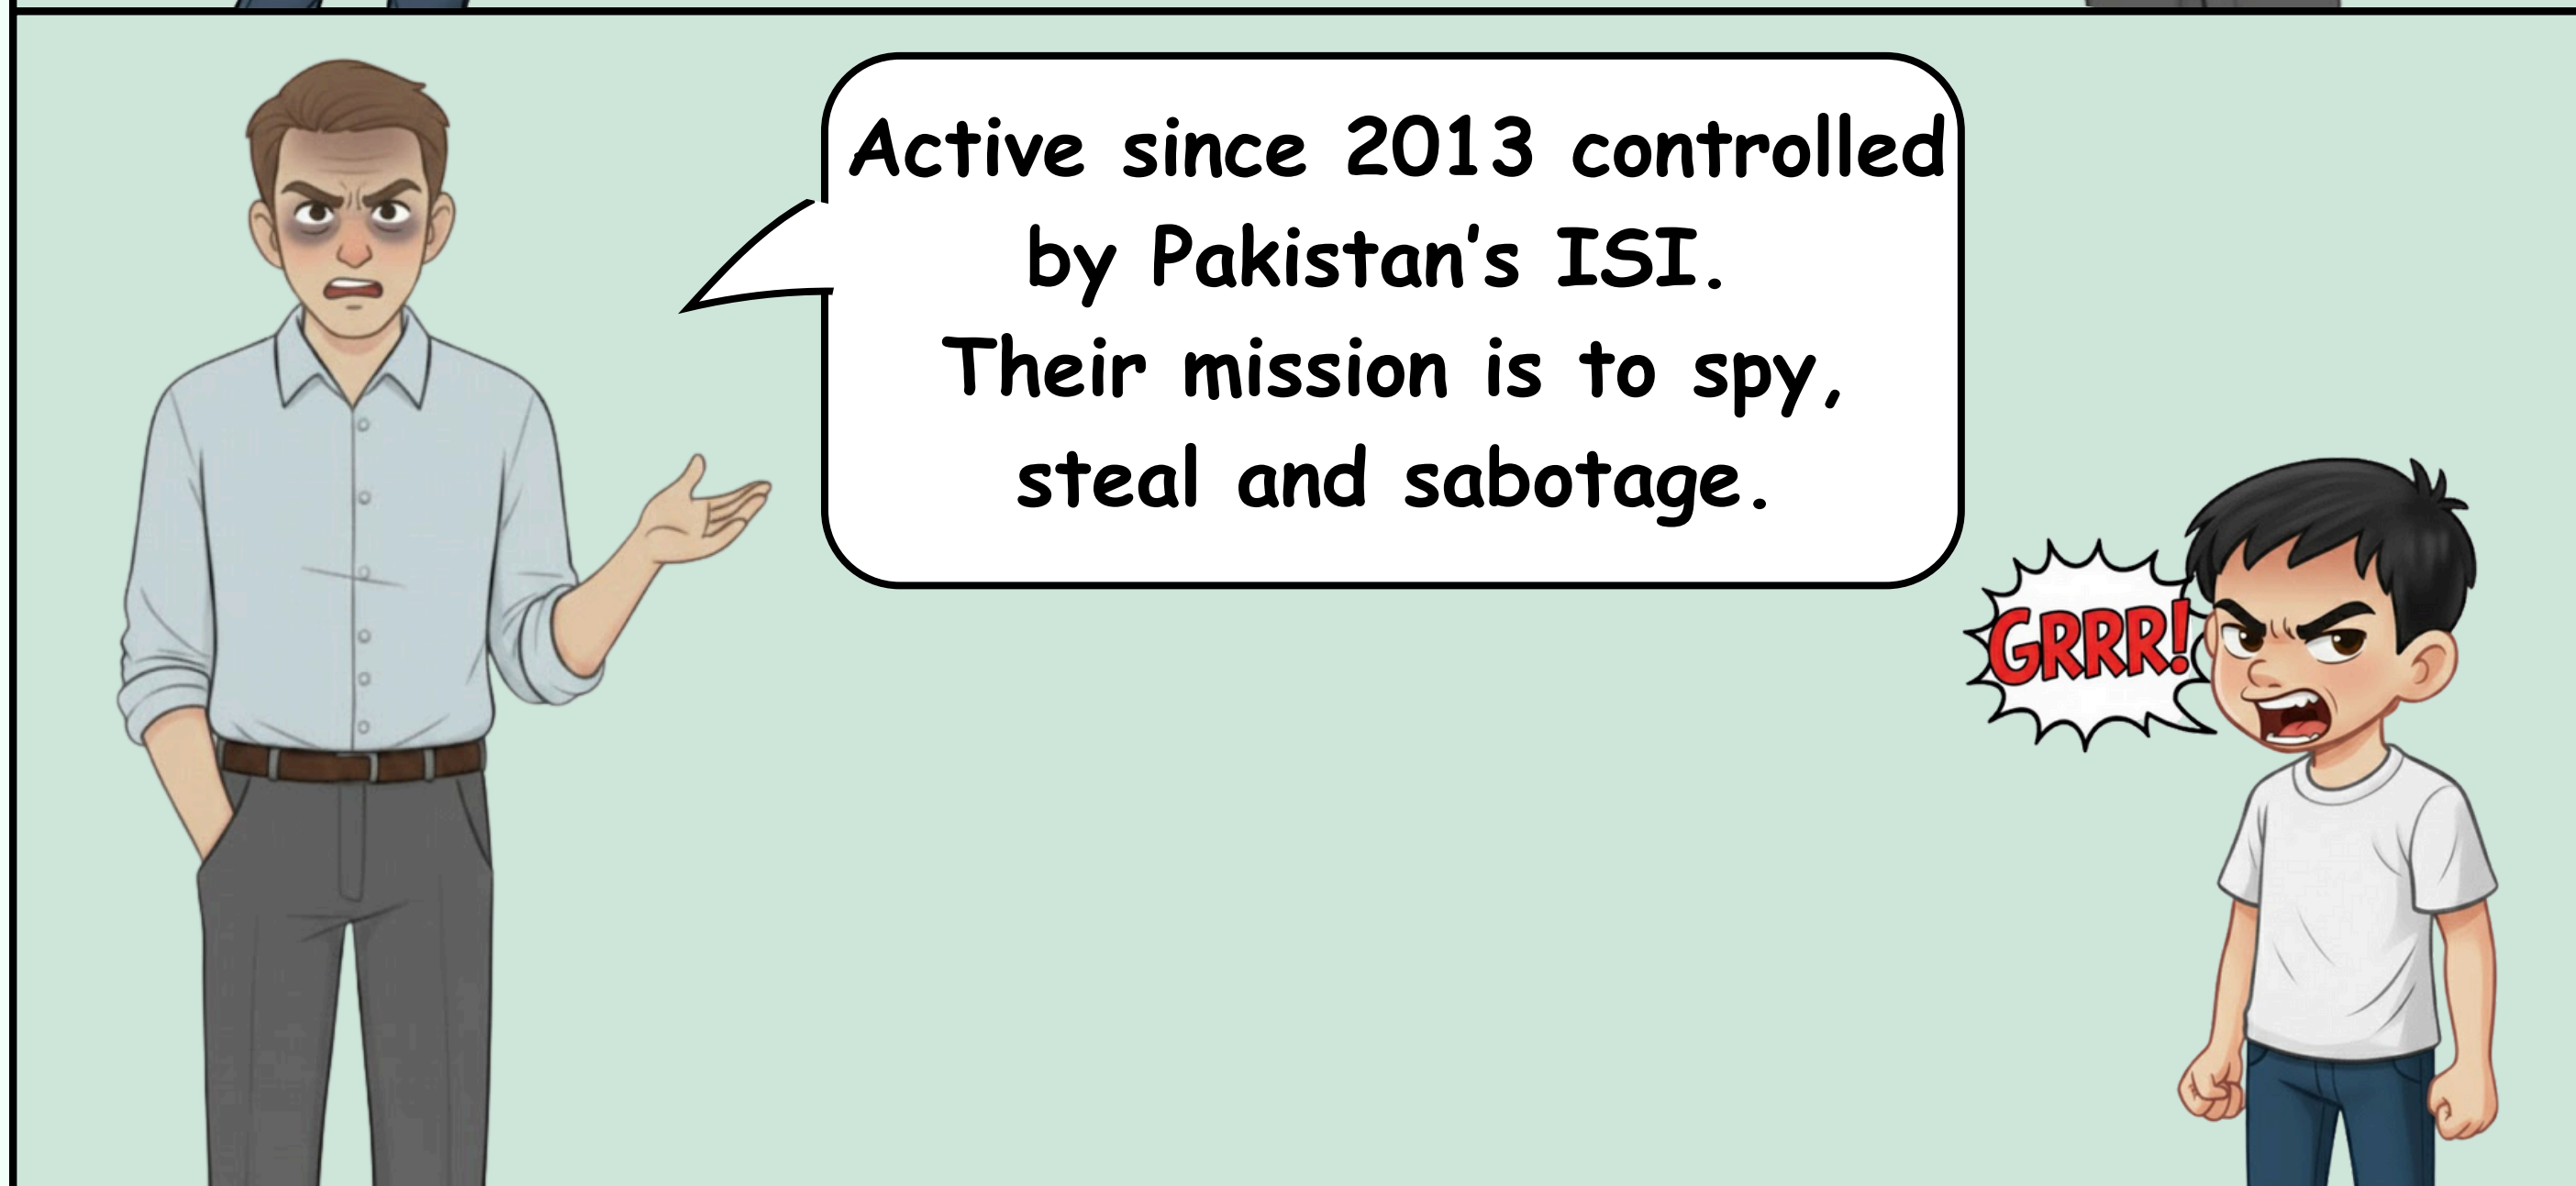 Active since 2013 controlled
by Pakistan’s ISI.
Their mission is to spy,
steal and sabotage.
GRRR!